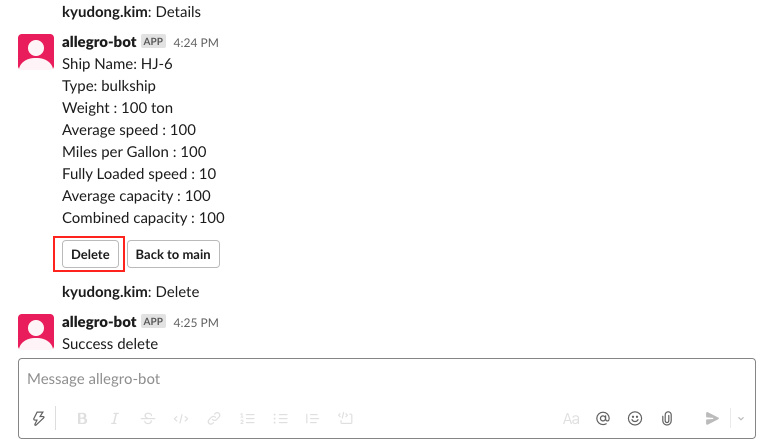 kyudong.kim: Details
allegro-bot APP 4:24 PM
Ship Name: HJ-6
Type: bulkship
Weight : 100 ton
Average speed : 100
Miles per Gallon : 100
Fully Loaded speed : 10
Average capacity : 100
Combined capacity : 100
Delete Back to main
kyudong.kim: Delete
allegro-bot APP 4:25 PM
Success delete
Message allegro-bot
B I S </> Aa @